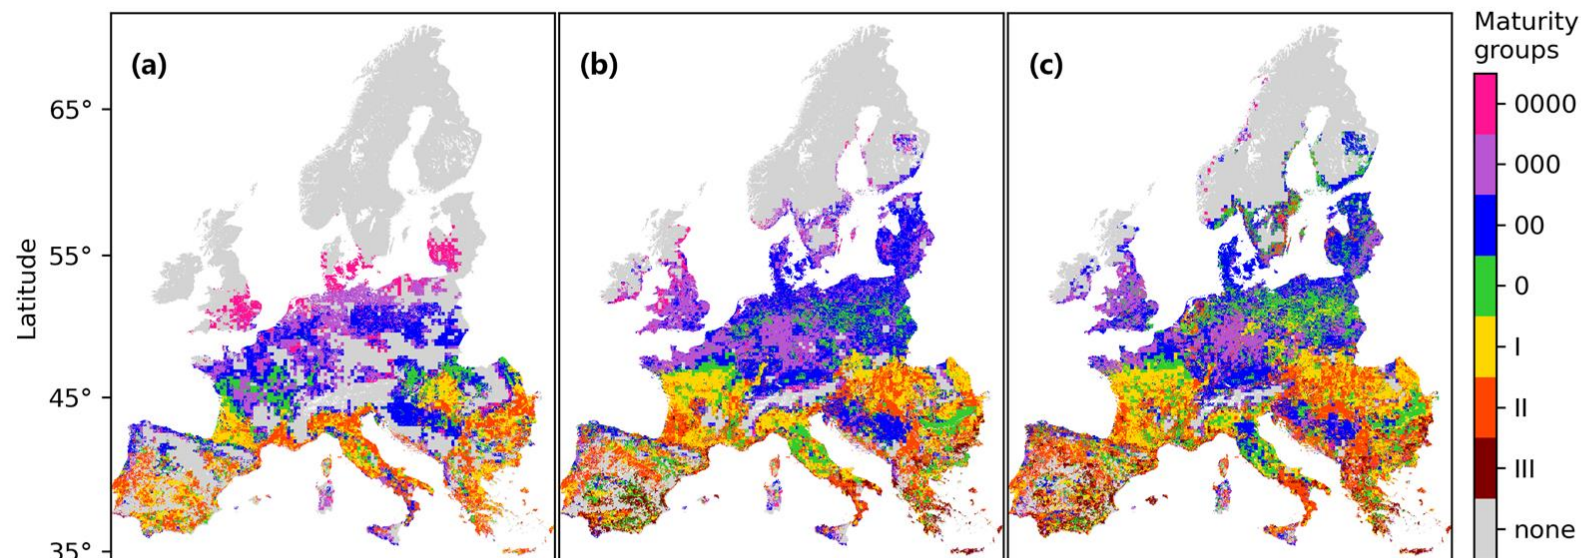 (a)
(b)
(c)
Maturity
groups
0000
000
00
0
I
II
III
none
65°
55°
45°
35°
Latitude